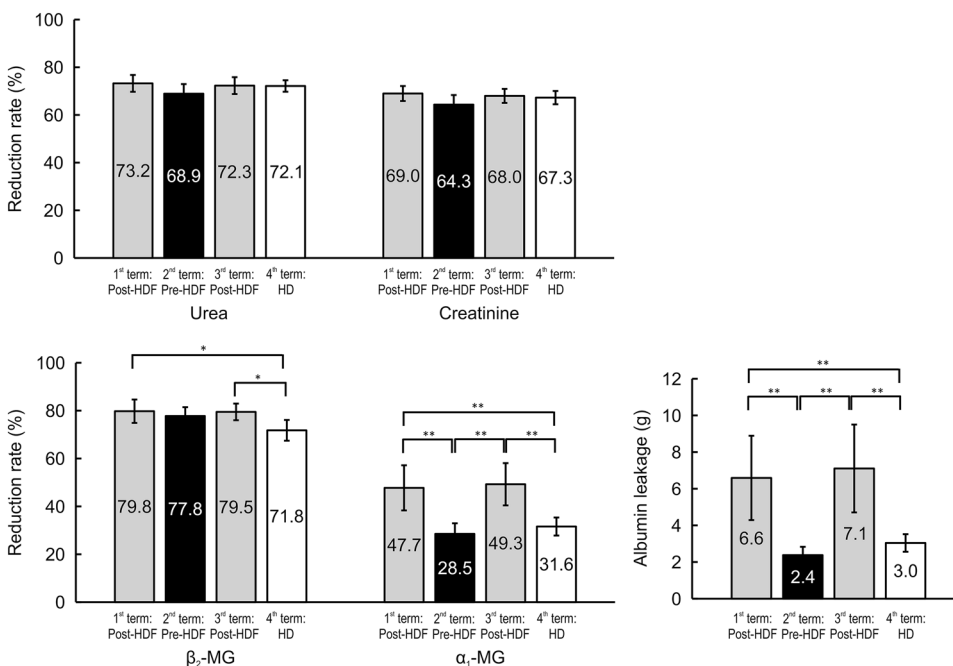 Reduction rate (%)
100
80
60
40
20
0
73.2
68.9
72.3
72.1
69.0
64.3
68.0
67.3
1st term: Post-HDF
2nd term: Pre-HDF
3rd term: Post-HDF
4th term: HD
1st term: Post-HDF
2nd term: Pre-HDF
3rd term: Post-HDF
4th term: HD
Urea
Creatinine
Reduction rate (%)
100
80
60
40
20
0
*
*
79.8
77.8
79.5
71.8
**
** ** **
47.7
28.5
49.3
31.6
1st term: Post-HDF
2nd term: Pre-HDF
3rd term: Post-HDF
4th term: HD
1st term: Post-HDF
2nd term: Pre-HDF
3rd term: Post-HDF
4th term: HD
β2-MG
α1-MG
Albumin leakage (g)
12
10
8
6
4
2
0
**
** ** **
6.6
2.4
7.1
3.0
1st term: Post-HDF
2nd term: Pre-HDF
3rd term: Post-HDF
4th term: HD